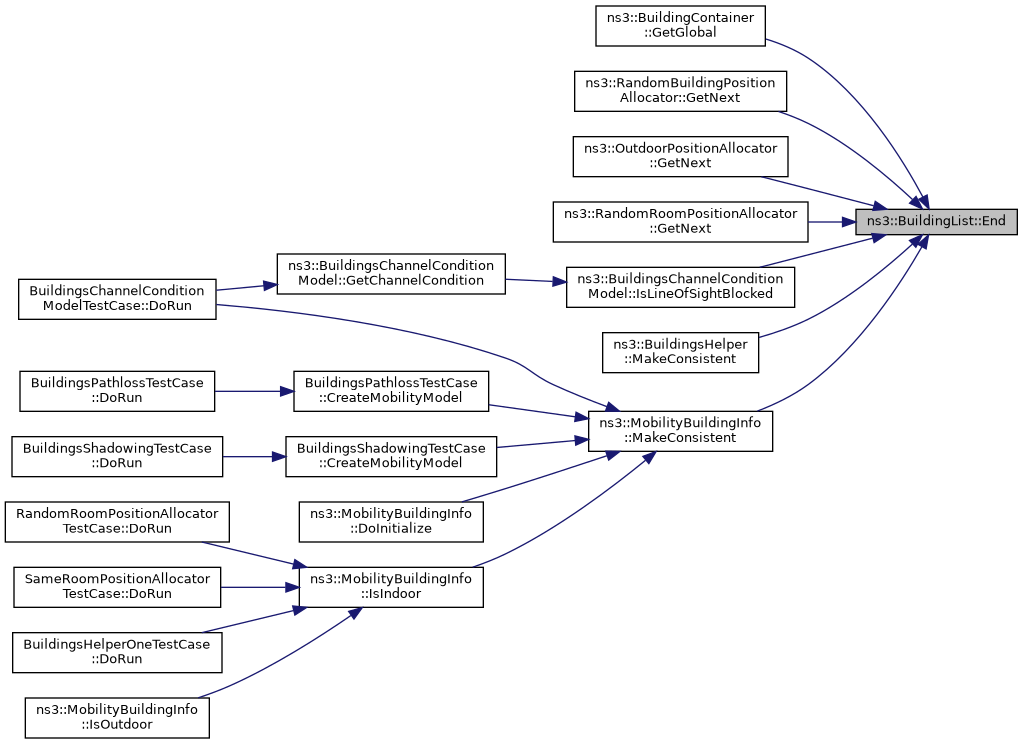 ns3::BuildingContainer
::GetGlobal
ns3::RandomBuildingPosition
Allocator::GetNext
ns3::OutdoorPositionAllocator
::GetNext
ns3::RandomRoomPositionAllocator
::GetNext
ns3::BuildingList::End
ns3::BuildingsChannelCondition
Model::GetChannelCondition
ns3::BuildingsChannelCondition
Model::IsLineOfSightBlocked
BuildingsChannelCondition
ModelTestCase::DoRun
ns3::BuildingsHelper
::MakeConsistent
BuildingsPathlossTestCase
::DoRun
BuildingsPathlossTestCase
::CreateMobilityModel
ns3::MobilityBuildingInfo
::MakeConsistent
BuildingsShadowingTestCase
::DoRun
BuildingsShadowingTestCase
::CreateMobilityModel
RandomRoomPositionAllocator
TestCase::DoRun
ns3::MobilityBuildingInfo
::DoInitialize
SameRoomPositionAllocator
TestCase::DoRun
ns3::MobilityBuildingInfo
::IsIndoor
BuildingsHelperOneTestCase
::DoRun
ns3::MobilityBuildingInfo
::IsOutdoor